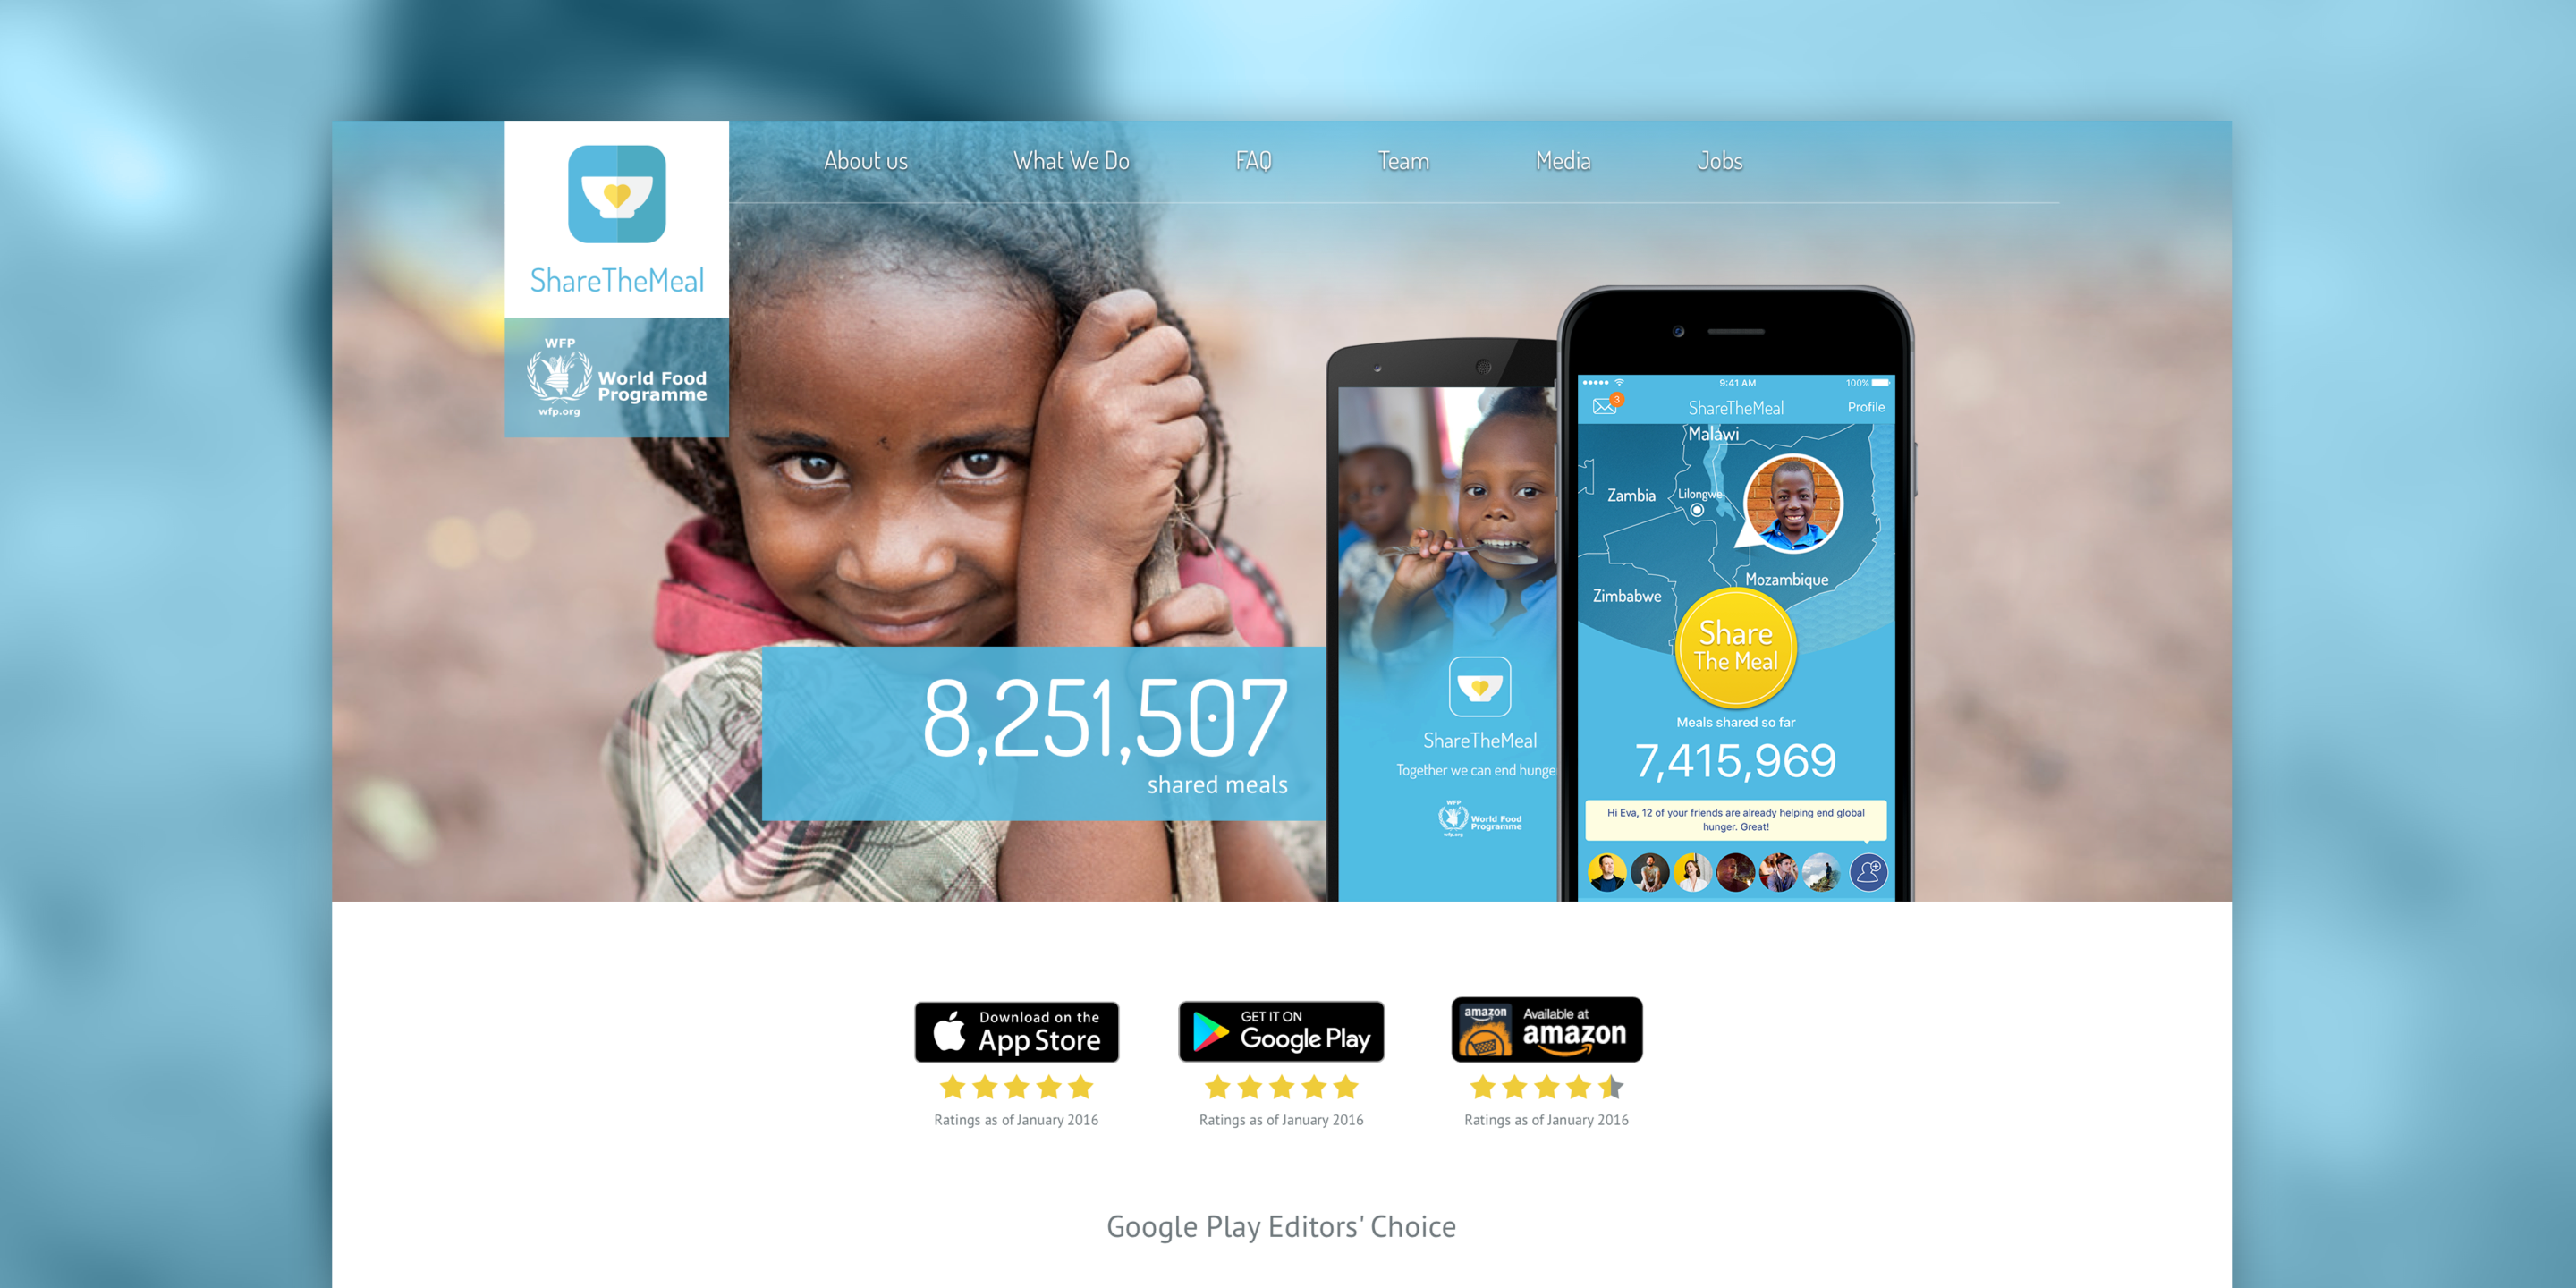 About us
What We Do
FAQ
Team
Media
Jobs
ShareTheMeal
WFP
World Food
Programme
wfp.org
8,251,507
shared meals
ShareTheMeal
Together we can end hunge
WFP
World Food
Programme
wfp.org
9:41 AM
100%
3
ShareTheMeal
Profile
Malawi
Zambia
Lilongwe
Mozambique
Zimbabwe
Share
The Meal
Meals shared so far
7,415,969
Hi Eva, 12 of your friends are already helping end global
hunger. Great!
Download on the
App Store
Ratings as of January 2016
GET IT ON
Google Play
Ratings as of January 2016
amazon
Available at
amazon
Ratings as of January 2016
Google Play Editors' Choice